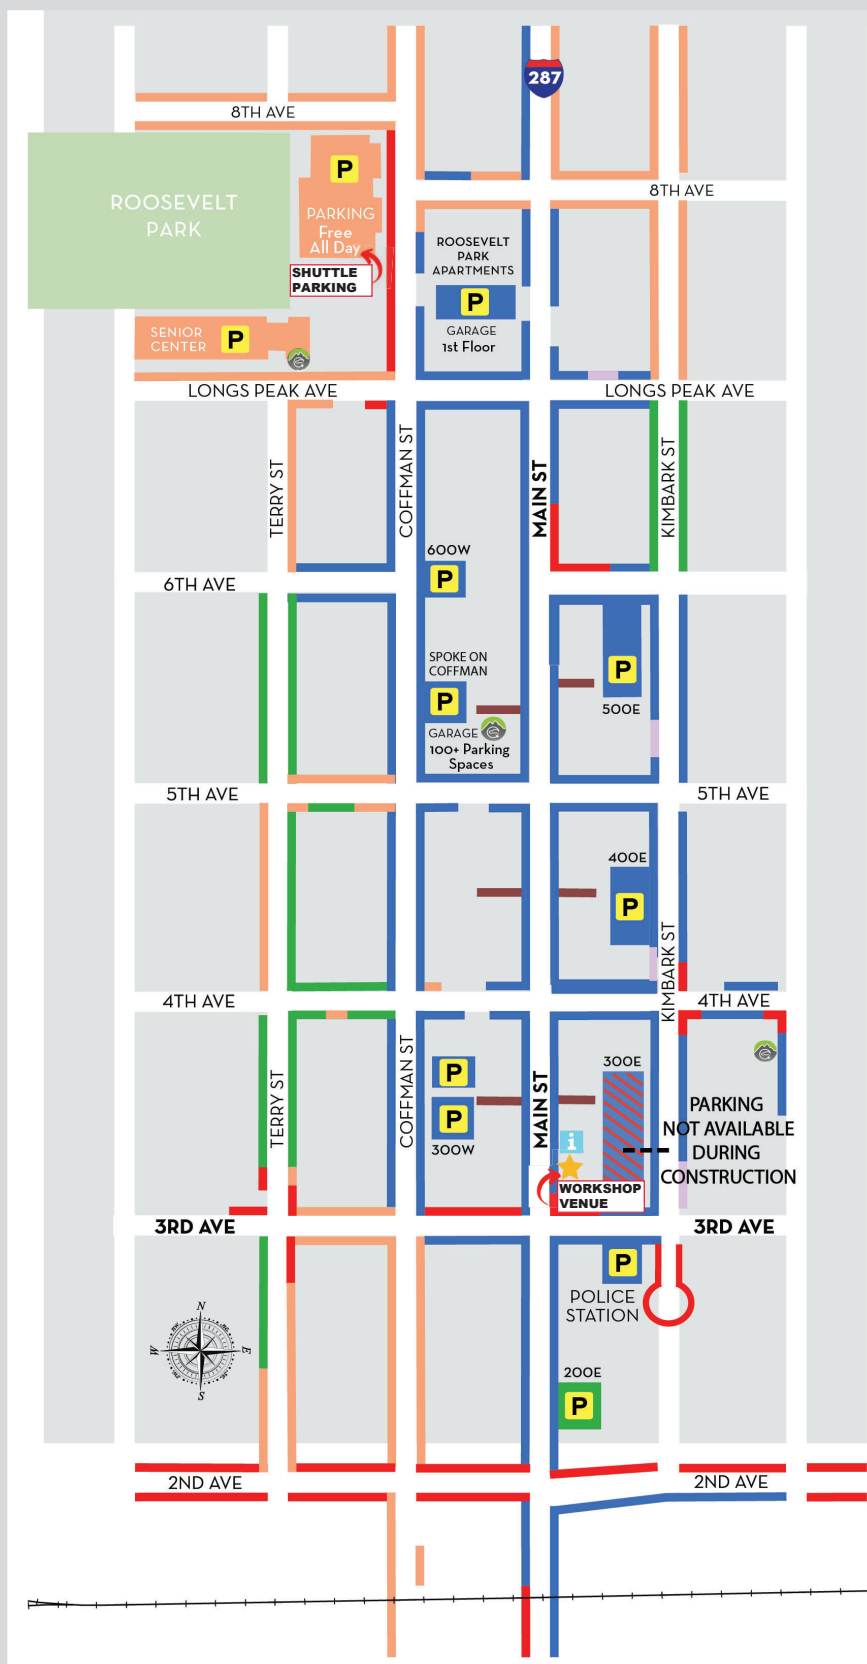 287
8TH AVE
P
8TH AVE
ROOSEVELT
PARK
PARKING
Free
All Day
SHUTTLE
PARKING
ROOSEVELT
PARK
APARTMENTS
P
GARAGE
1st Floor
SENIOR
CENTER
P
LONGS PEAK AVE
LONGS PEAK AVE
TERRY ST
COFFMAN ST
MAIN ST
KIMBARK ST
600W
P
6TH AVE
SPOKE ON
COFFMAN
P
GARAGE
100+ Parking
Spaces
P
500E
5TH AVE
5TH AVE
400E
P
KIMBARK ST
4TH AVE
4TH AVE
TERRY ST
COFFMAN ST
MAIN ST
P
P
300W
300E
PARKING
NOT AVAILABLE
DURING
CONSTRUCTION
i
WORKSHOP
VENUE
3RD AVE
3RD AVE
P
POLICE
STATION
N
W
E
S
200E
P
2ND AVE
2ND AVE